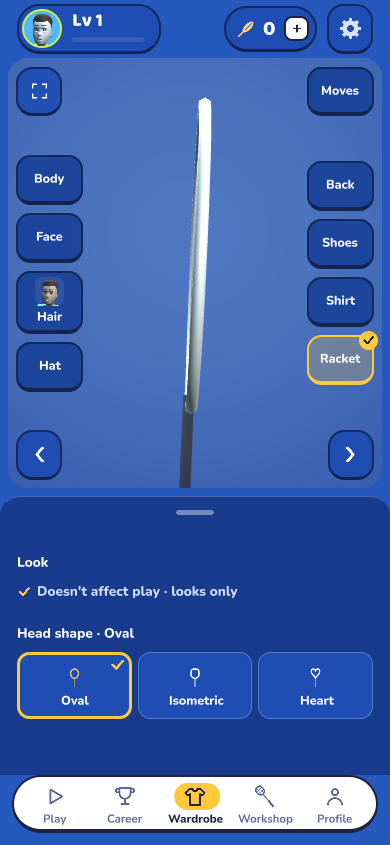 Lv 1
0
+
Moves
Body
Back
Face
Shoes
Hair
Shirt
Hat
Racket
Look
Doesn't affect play · looks only
Head shape · Oval
Oval
Isometric
Heart
Play
Career
Wardrobe
Workshop
Profile